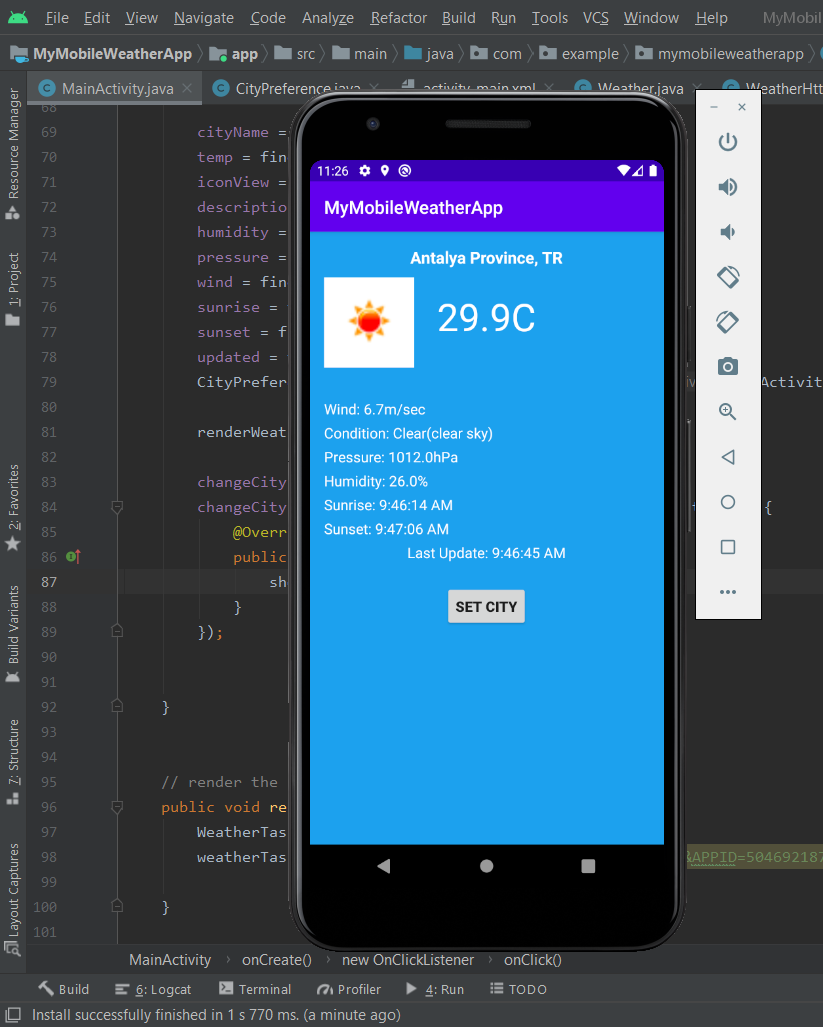 File Edit View Navigate Code Analyze Refactor Build Run Tools VCS Window Help MyMobil
MyMobileWeatherApp app src main java com example mymobileweatherapp
MainActivity.java CityPreference.java activity_main.xml Weather.java WeatherHtt
Resource Manager
1: Project
2: Favorites
Build Variants
7: Structure
Layout Captures
68
69 cityName =
70 temp = fin
71 iconView =
72 descriptio
73 humidity =
74 pressure =
75 wind = fin
76 sunrise =
77 sunset = f
78 updated =
79 CityPrefer Activit
80
81 renderWeat
82
83 changeCity
84 changeCity {
85 @Overr
86 public
87 sh
88 }
89 });
90
91
92 }
93
94
95 // render the
96 public void re
97 WeatherTas
98 weatherTas &APPID=504692187
99
100 }
101
11:26
MyMobileWeatherApp
Antalya Province, TR
29.9C
Wind: 6.7m/sec
Condition: Clear(clear sky)
Pressure: 1012.0hPa
Humidity: 26.0%
Sunrise: 9:46:14 AM
Sunset: 9:47:06 AM
Last Update: 9:46:45 AM
SET CITY
MainActivity onCreate() new OnClickListener onClick()
Build 6: Logcat Terminal Profiler 4: Run TODO
Install successfully finished in 1 s 770 ms. (a minute ago)